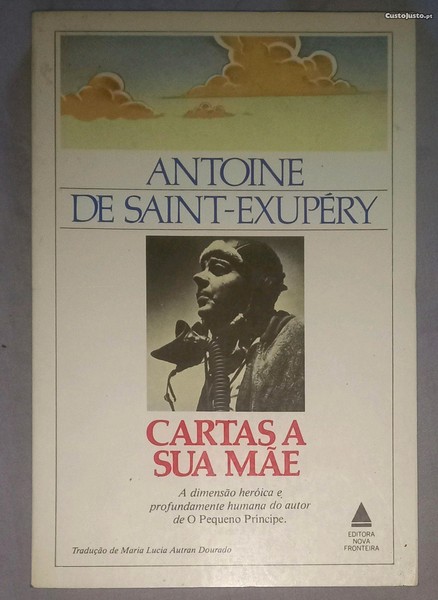 CustoJusto.pt
ANTOINE
DE SAINT-EXUPÉRY
CARTAS A
SUA MÃE
A dimensão heróica e
profundamente humana do autor
de O Pequeno Príncipe.
EDITORA
NOVA
FRONTEIRA
Tradução de Maria Lucia Autran Dourado